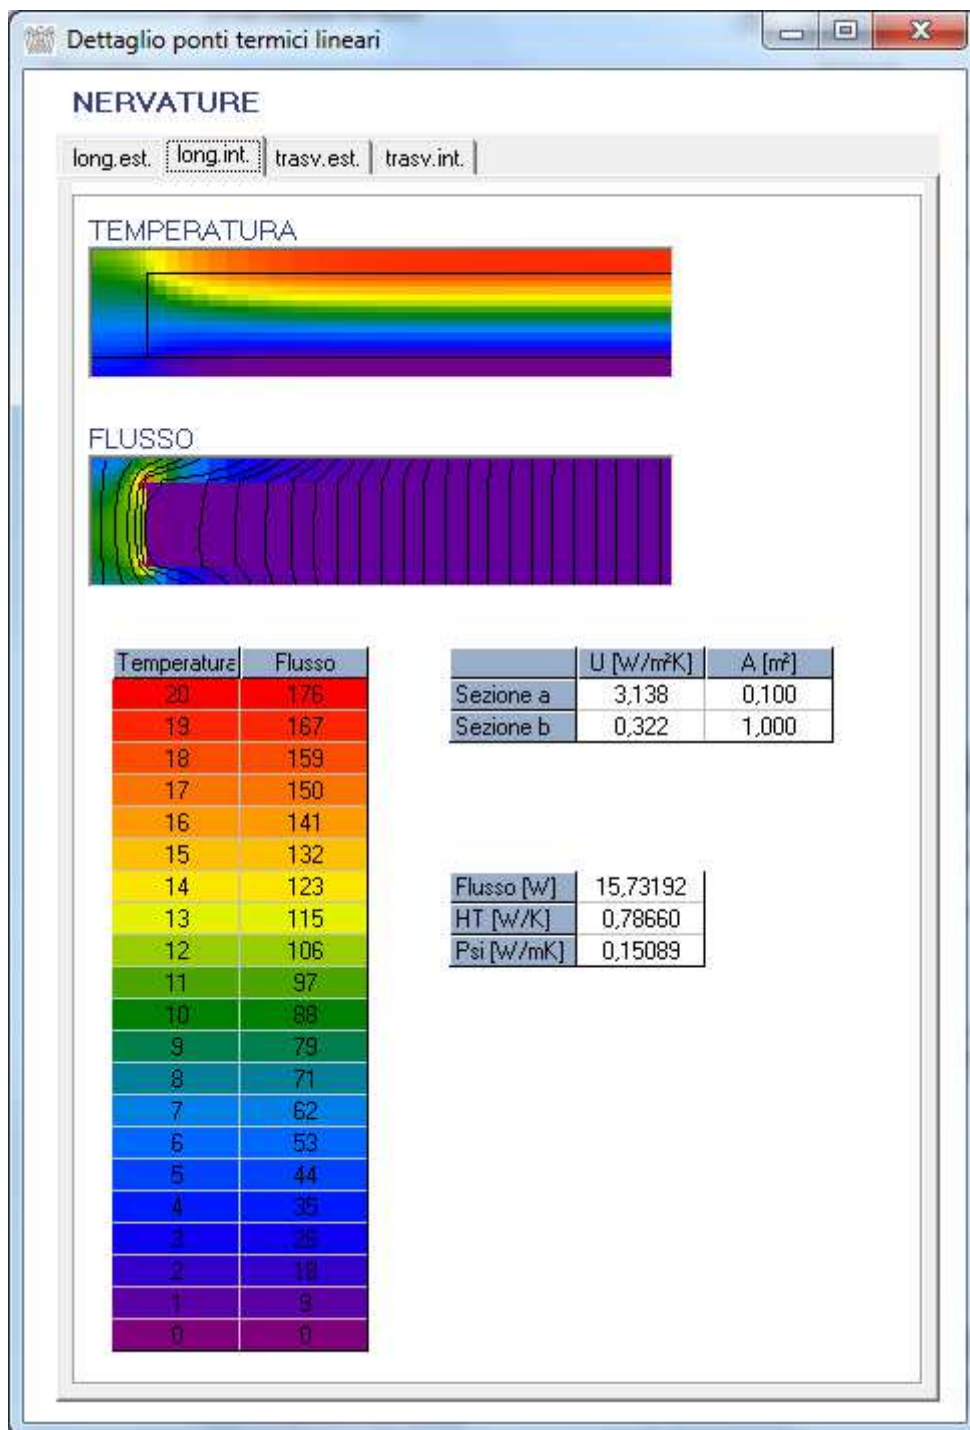 Dettaglio ponti termici lineari
NERVATURE
long.est. long.int. trasv.est. trasv.int.
TEMPERATURA
FLUSSO
Temperatura Flusso
20 176
19 167
18 159
17 150
16 141
15 132
14 123
13 115
12 106
11 97
10 88
9 79
8 71
7 62
6 53
5 44
4 35
3 26
2 18
1 9
0 0
U [W/m²K] A [m²]
Sezione a 3,138 0,100
Sezione b 0,322 1,000
Flusso [W] 15,73192
HT [W/K] 0,78660
Psi [W/mK] 0,15089